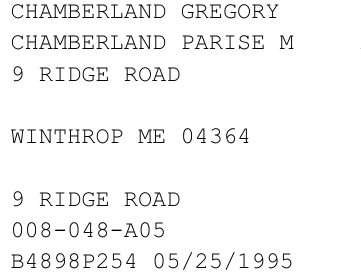 CHAMBERLAND GREGORY
CHAMBERLAND PARISE M
9 RIDGE ROAD
WINTHROP ME 04364
9 RIDGE ROAD
008-048-A05
B4898P254 05/25/1995